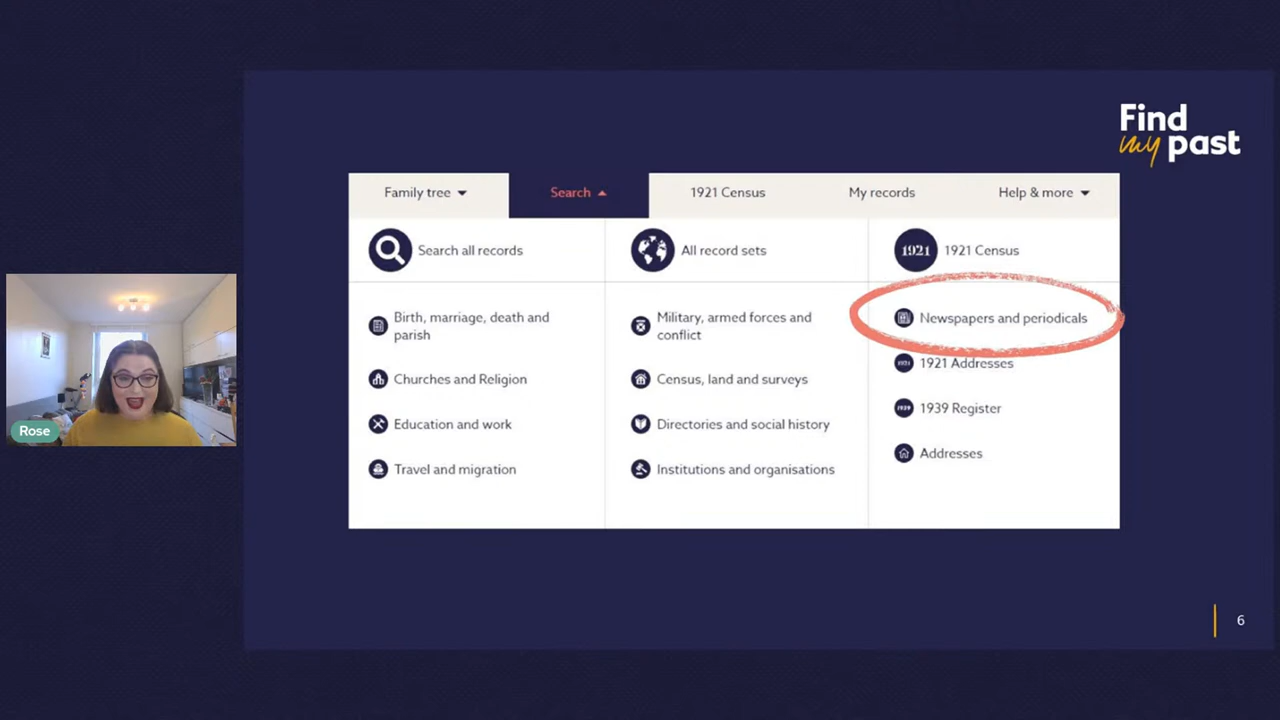 Find
my past
Family tree
Search
1921 Census
My records
Help & more
Search all records
All record sets
1921
1921 Census
Birth, marriage, death and
parish
Military, armed forces and
conflict
Newspapers and periodicals
1921
1921 Addresses
Churches and Religion
Census, land and surveys
1939
1939 Register
Education and work
Directories and social history
Addresses
Travel and migration
Institutions and organisations
Rose
6